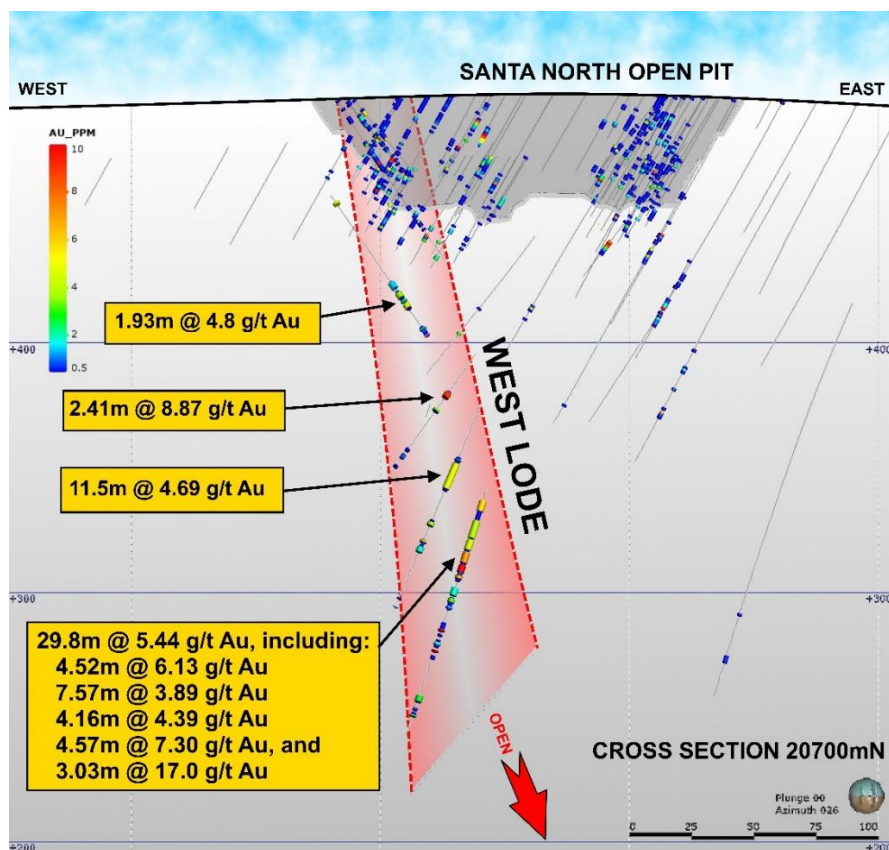 SANTA NORTH OPEN PIT
WEST
EAST
AU_PPM
10
8
6
4
2
0.5
1.93m @ 4.8 g/t Au
+400
+400
WEST LODE
2.41m @ 8.87 g/t Au
11.5m @ 4.69 g/t Au
+300
+300
29.8m @ 5.44 g/t Au, including:
4.52m @ 6.13 g/t Au
7.57m @ 3.89 g/t Au
4.16m @ 4.39 g/t Au
4.57m @ 7.30 g/t Au, and
3.03m @ 17.0 g/t Au
OPEN
CROSS SECTION 20700mN
Plunge 00
Azimuth 026
0 25 50 75 100
+200